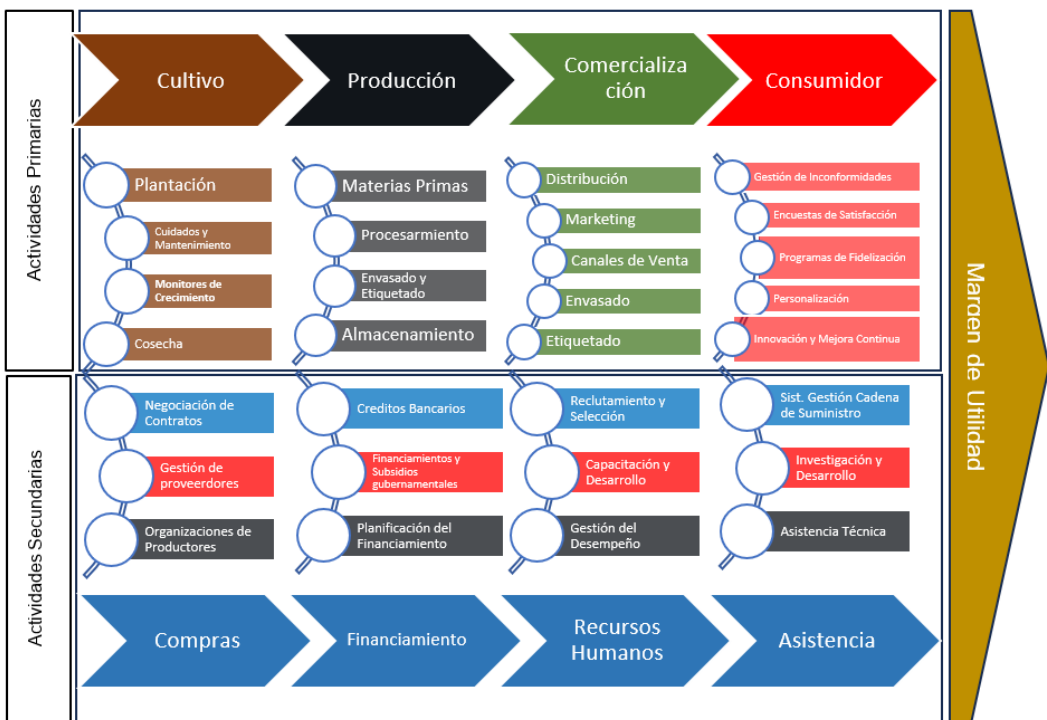 Actividades Primarias
Cultivo
Producción
Comercializa
ción
Consumidor
Plantación
Cuidados y
Mantenimiento
Monitores de
Crecimiento
Cosecha
Materias Primas
Procesarmiento
Envasado y
Etiquetado
Almacenamiento
Distribución
Marketing
Canales de Venta
Envasado
Etiquetado
Gestión de Inconformidades
Encuestas de Satisfacción
Programas de Fidelización
Personalización
Innovación y Mejora Continua
Actividades Secundarias
Negociación de
Contratos
Gestión de
proveerdores
Organizaciones de
Productores
Creditos Bancarios
Financiamientos y
Subsidios
gubernamentales
Planificación del
Financiamiento
Reclutamiento y
Selección
Capacitación y
Desarrollo
Gestión del
Desempeño
Sist. Gestión Cadena
de Suministro
Investigación y
Desarrollo
Asistencia Técnica
Compras
Financiamiento
Recursos
Humanos
Asistencia
Margen de Utilidad